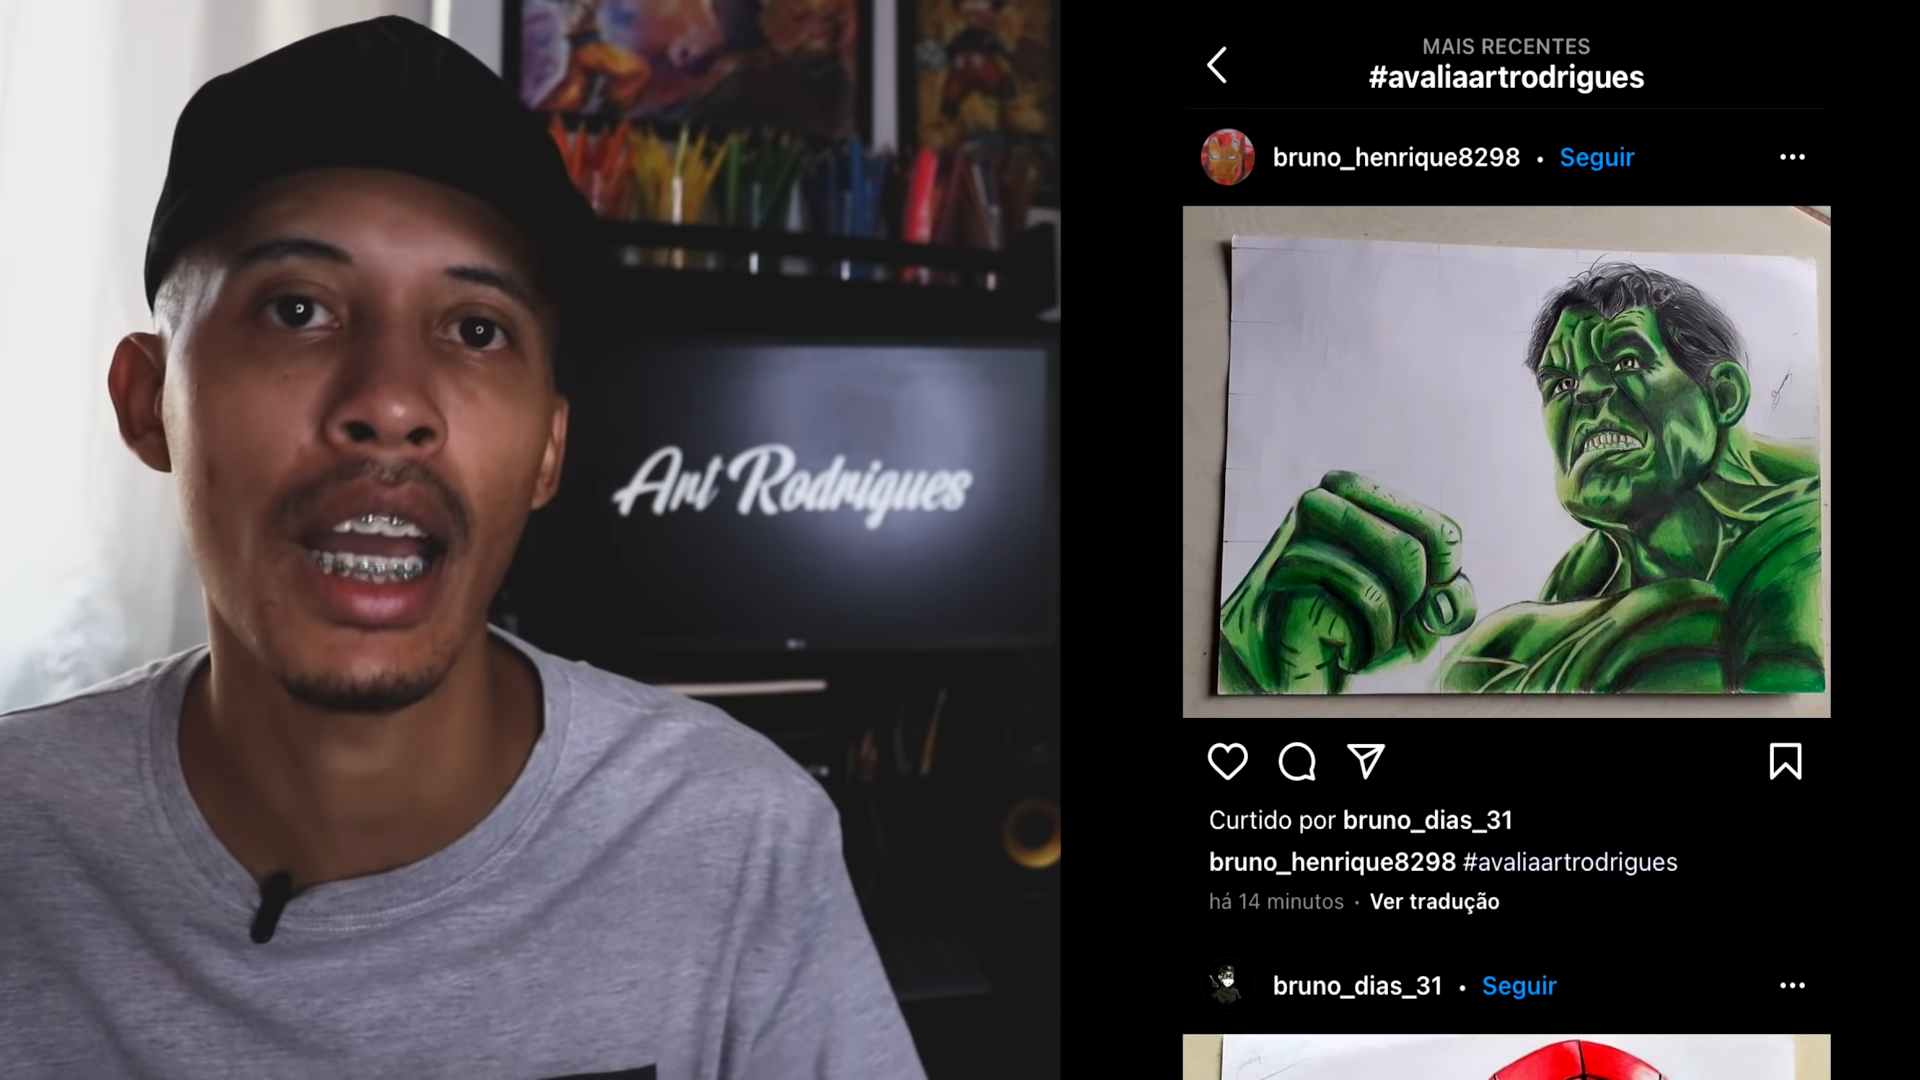 Art Rodrigues
MAIS RECENTES
#avaliaartrodrigues
bruno_henrique8298 • Seguir
Curtido por bruno_dias_31
bruno_henrique8298 #avaliaartrodrigues
há 14 minutos · Ver tradução
bruno_dias_31 • Seguir